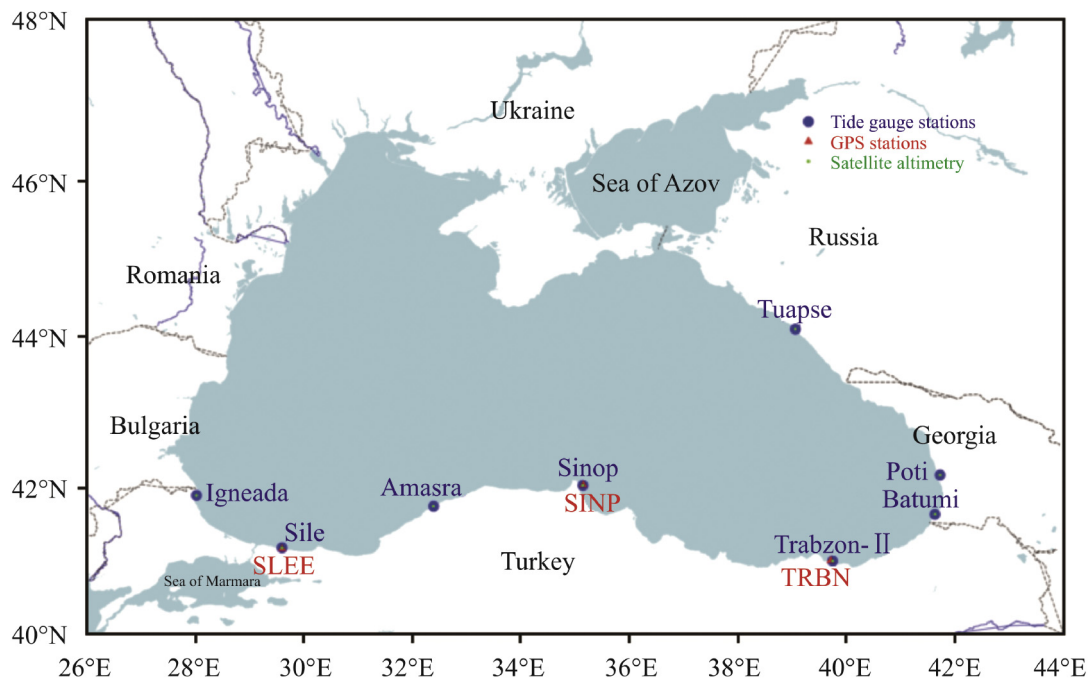 48°N
Ukraine
Tide gauge stations
GPS stations
Satellite altimetry
46°N
Sea of Azov
Russia
Romania
44°N
Tuapse
Bulgaria
Georgia
42°N
Igneada
Amasra
Sinop
SINP
Poti
Batumi
Sile
SLEE
Sea of Marmara
Turkey
Trabzon-II
TRBN
40°N
26°E 28°E 30°E 32°E 34°E 36°E 38°E 40°E 42°E 44°E